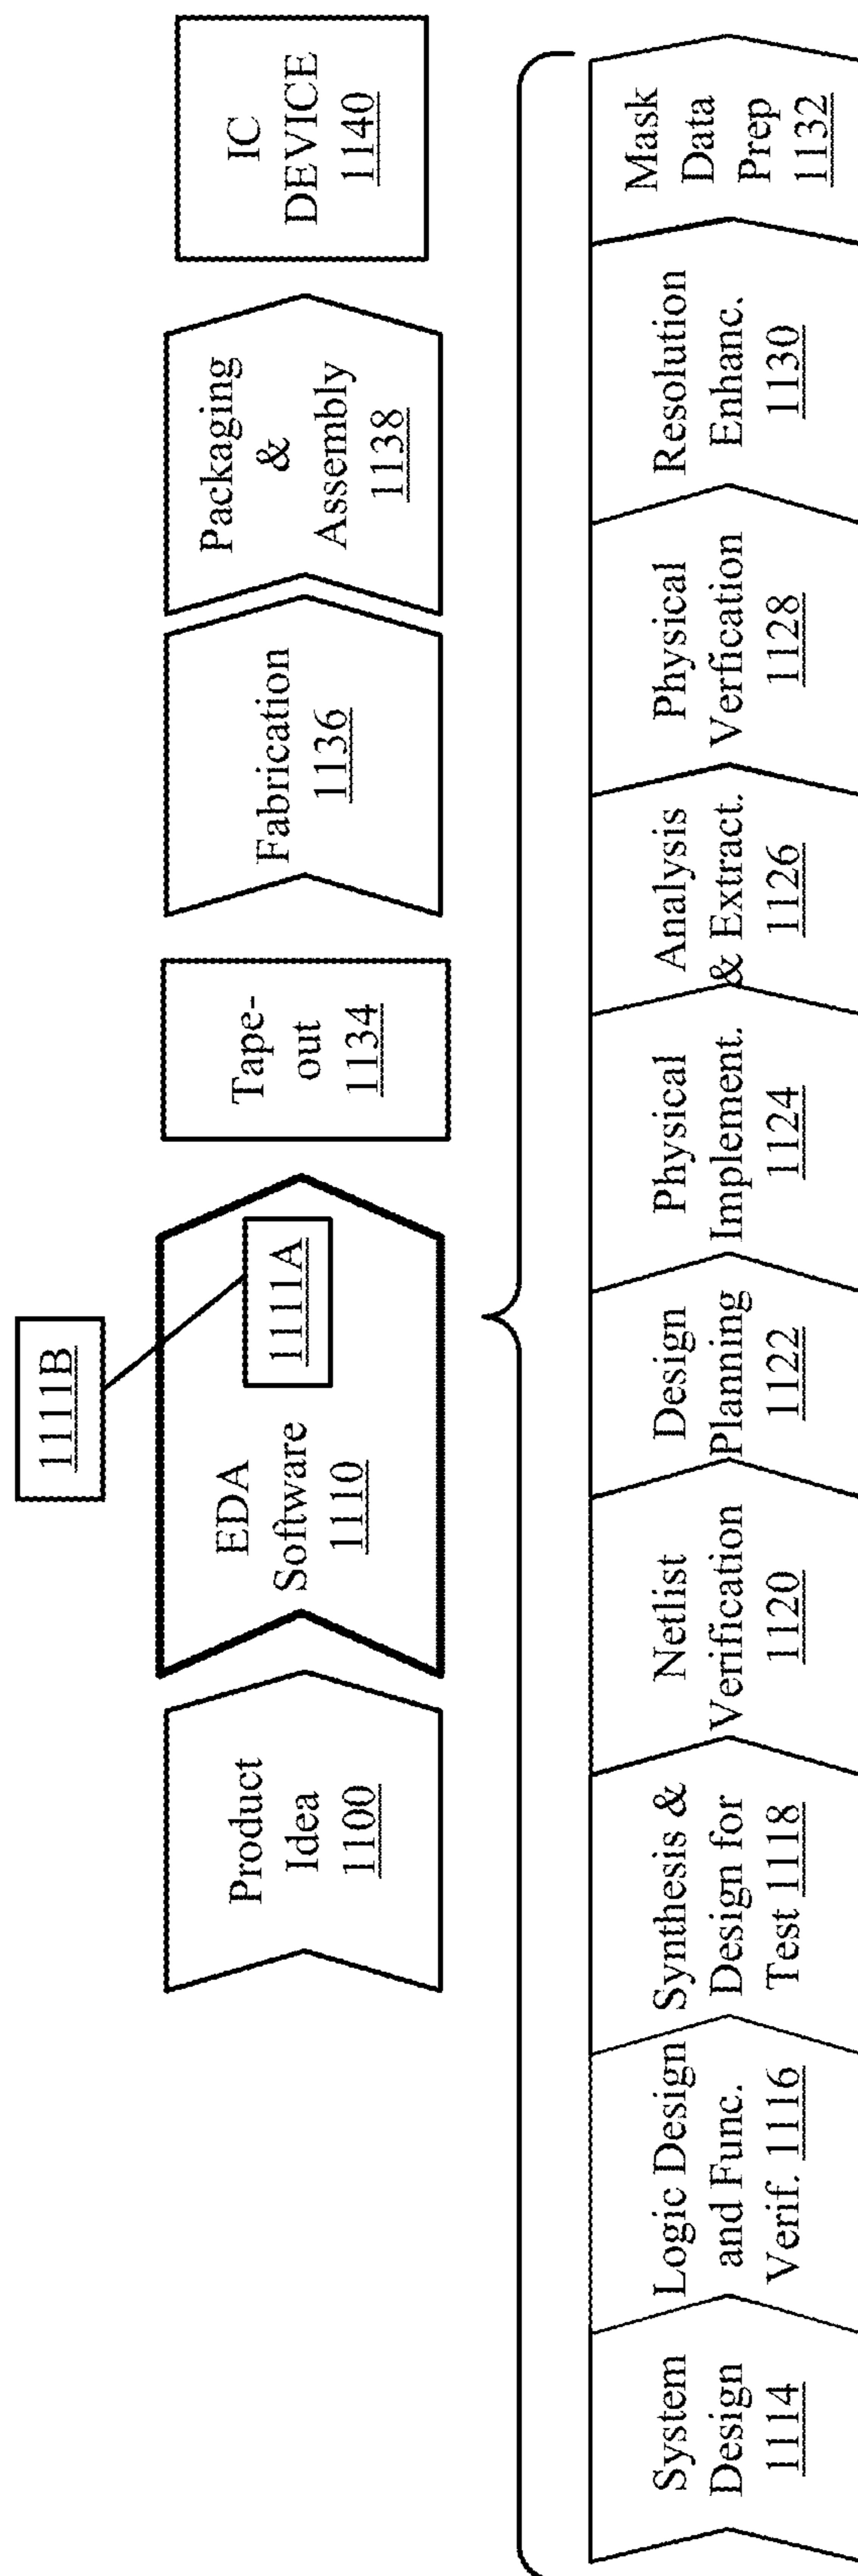 1111B
Product
Idea
1100
EDA
Software
1110
1111A
Tape-
out
1134
Fabrication
1136
Packaging
&
Assembly
1138
IC
DEVICE
1140
System
Design
1114
Logic Design
and Func.
Verif. 1116
Synthesis &
Design for
Test 1118
Netlist
Verification
1120
Design
Planning
1122
Physical
Implement.
1124
Analysis
& Extract.
1126
Physical
Verfication
1128
Resolution
Enhanc.
1130
Mask
Data
Prep
1132